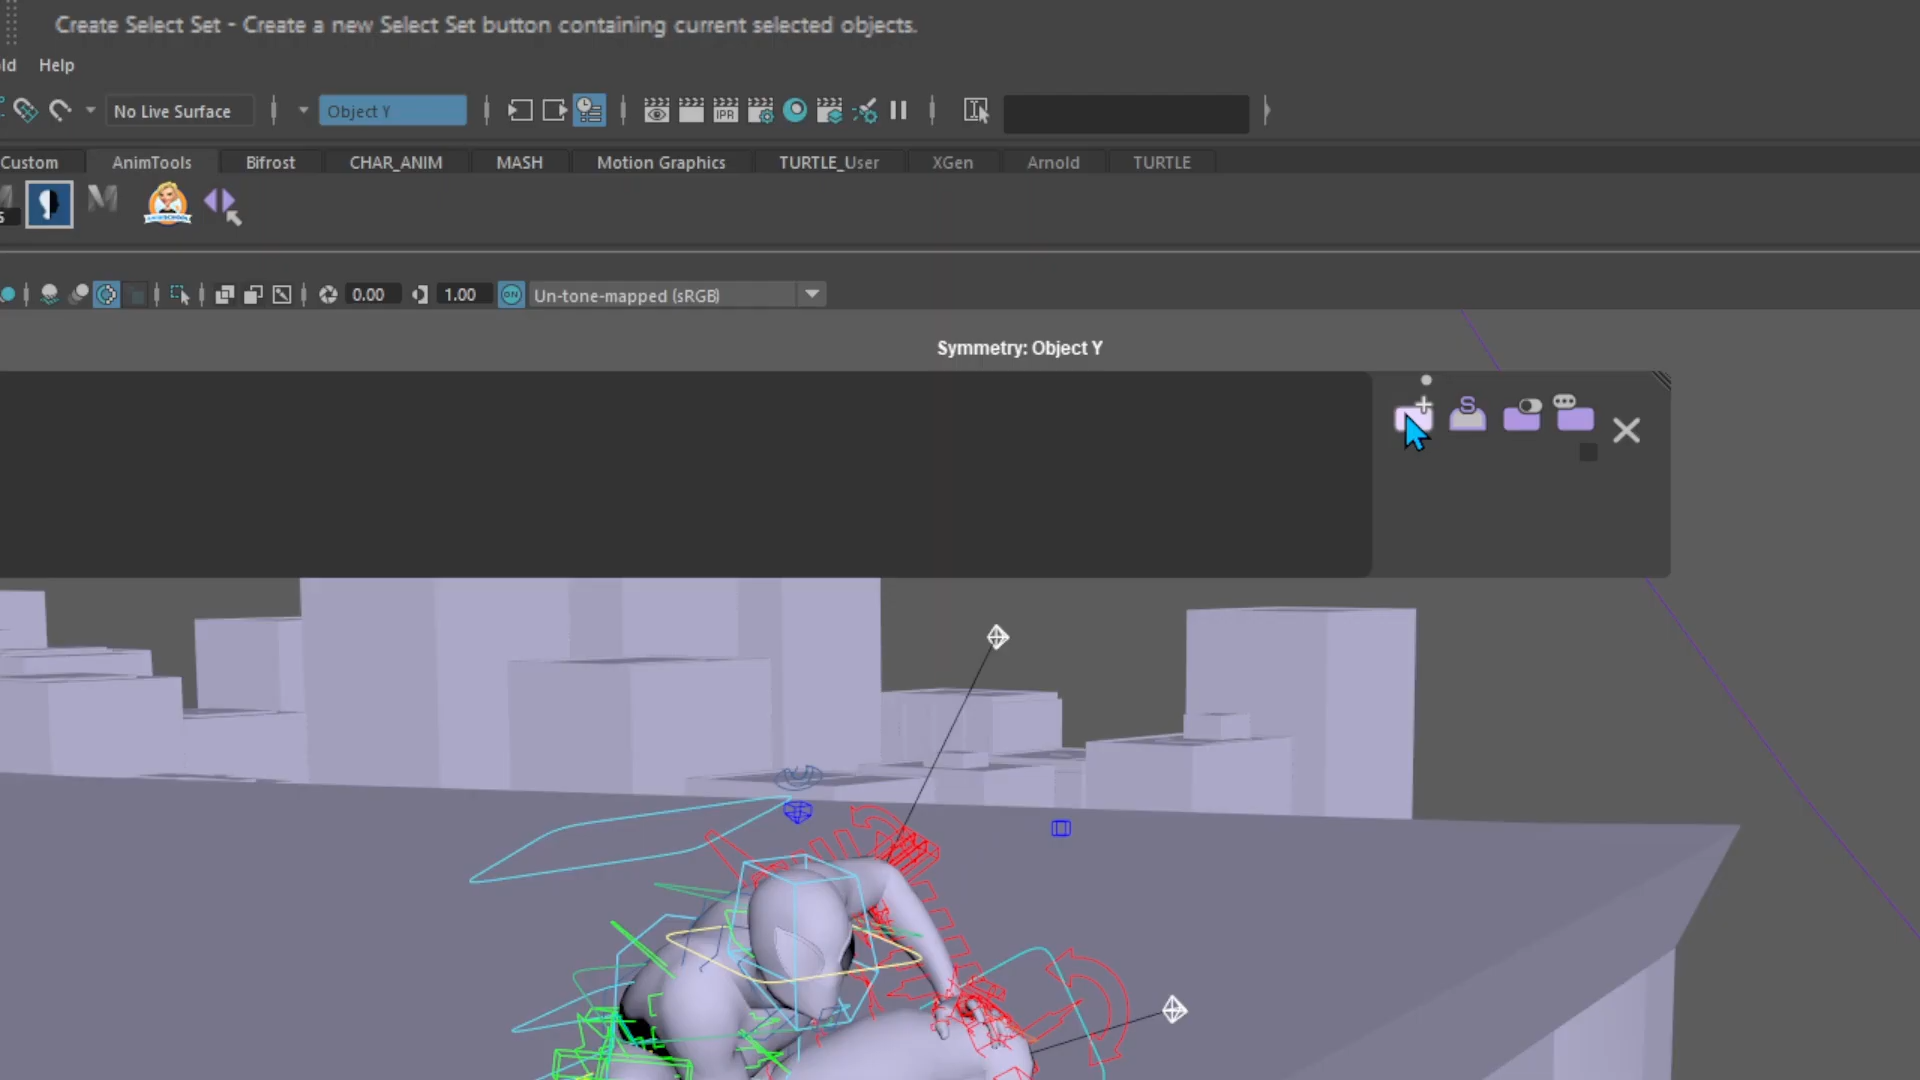 Create Select Set - Create a new Select Set button containing current selected objects.
ld Help
No Live Surface Object Y IPR
Custom AnimTools Bifrost CHAR_ANIM MASH Motion Graphics TURTLE_User XGen Arnold TURTLE
0.00 1.00 ON Un-tone-mapped (sRGB)
Symmetry: Object Y
S